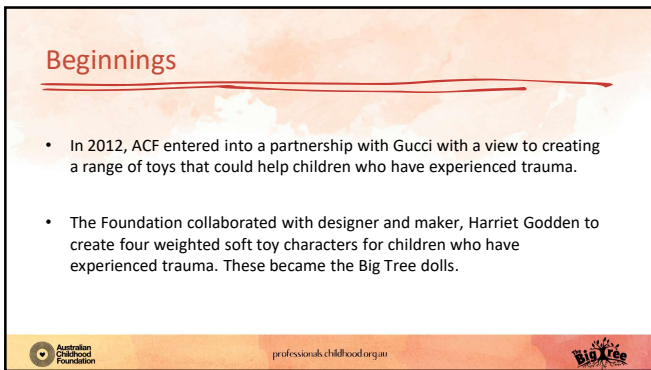 Beginnings
• In 2012, ACF entered into a partnership with Gucci with a view to creating
a range of toys that could help children who have experienced trauma.
• The Foundation collaborated with designer and maker, Harriet Godden to
create four weighted soft toy characters for children who have
experienced trauma. These became the Big Tree dolls.
Australian
Childhood
Foundation
professionals.childhood.org.au
The
Big Tree